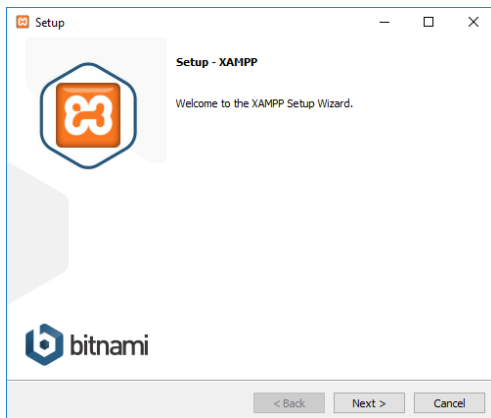 Setup
Setup - XAMPP
Welcome to the XAMPP Setup Wizard.
bitnami
< Back
Next >
Cancel